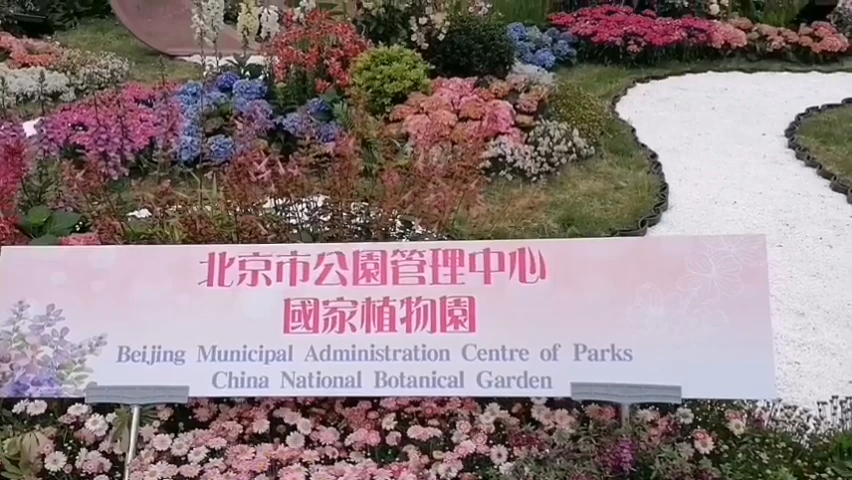 北京市公園管理中心
國家植物園
Beijing Municipal Administration Centre of Parks
China National Botanical Garden